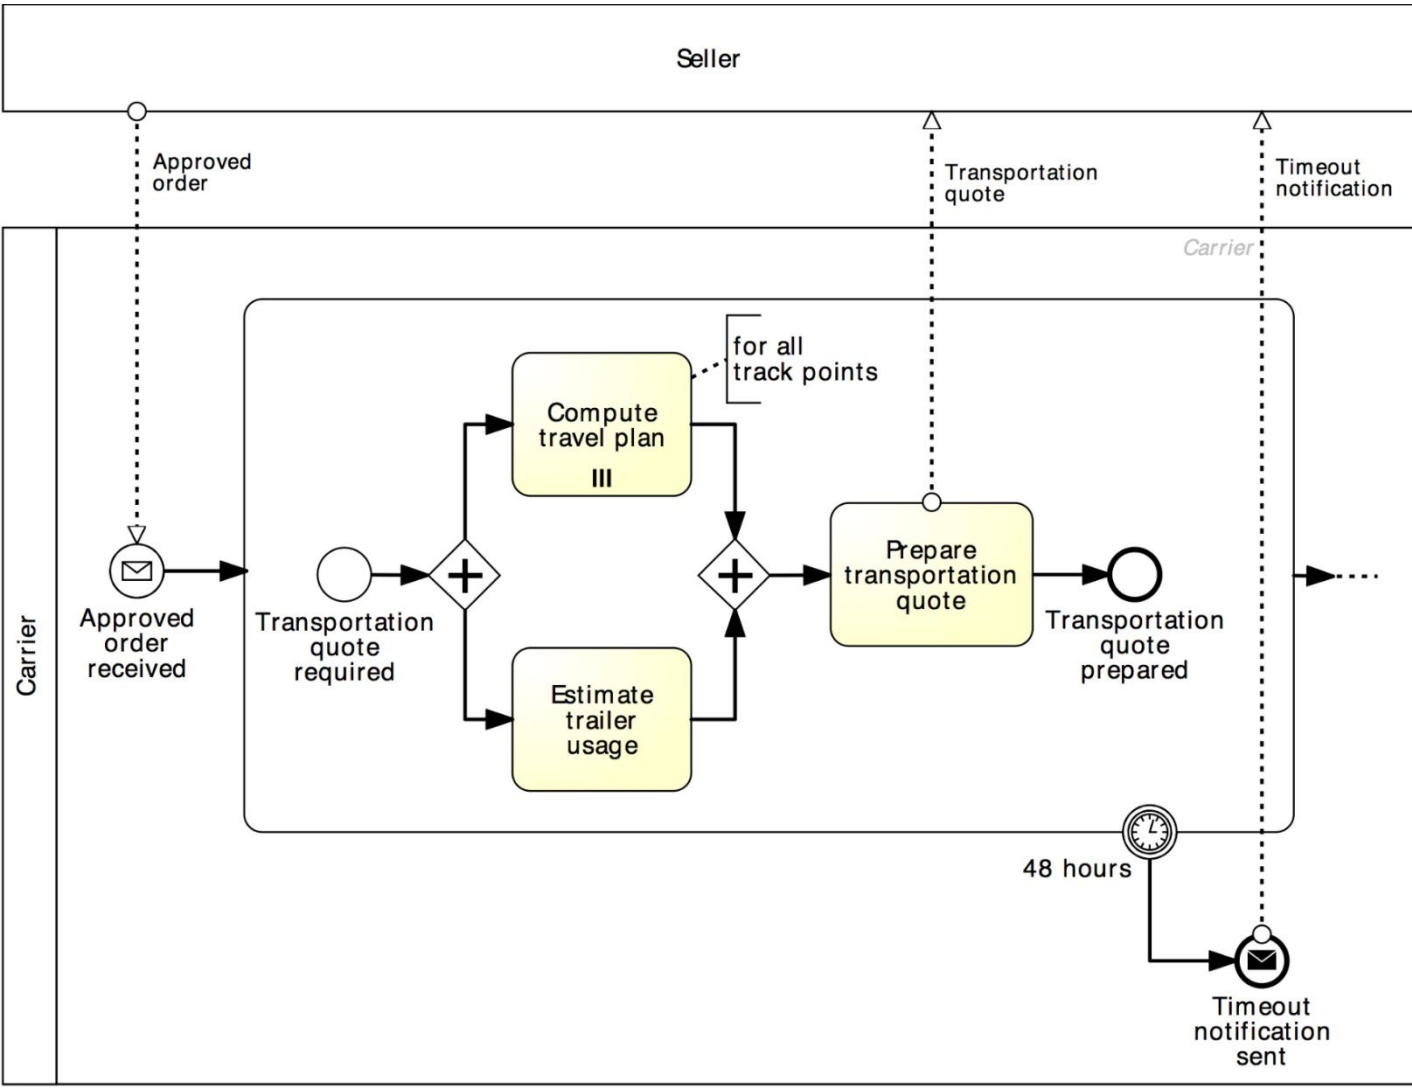 Seller
Approved
order
Transportation
quote
Timeout
notification
Carrier
Carrier
for all
track points
Compute
travel plan
Prepare
transportation
quote
Approved
order
received
Transportation
quote
required
Transportation
quote
prepared
Estimate
trailer
usage
48 hours
Timeout
notification
sent